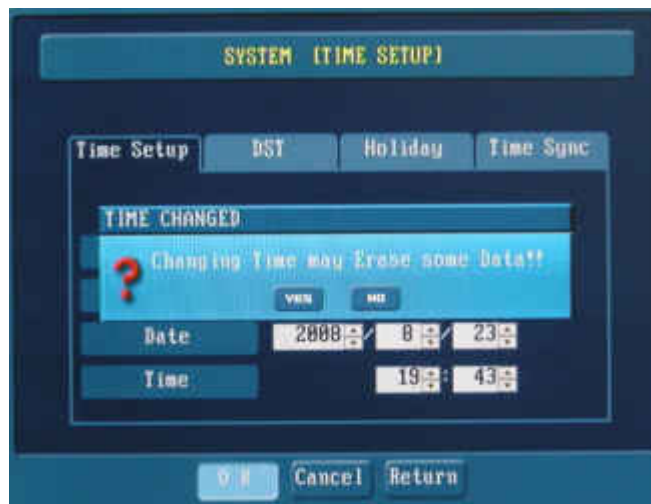 SYSTEM [TIME SETUP]
Time Setup DST Holiday Time Sync
TIME CHANGED
Changing Time may Erase some Data!!
YES NO
Date 2008 / 8 / 23
Time 19 : 43
O K Cancel Return